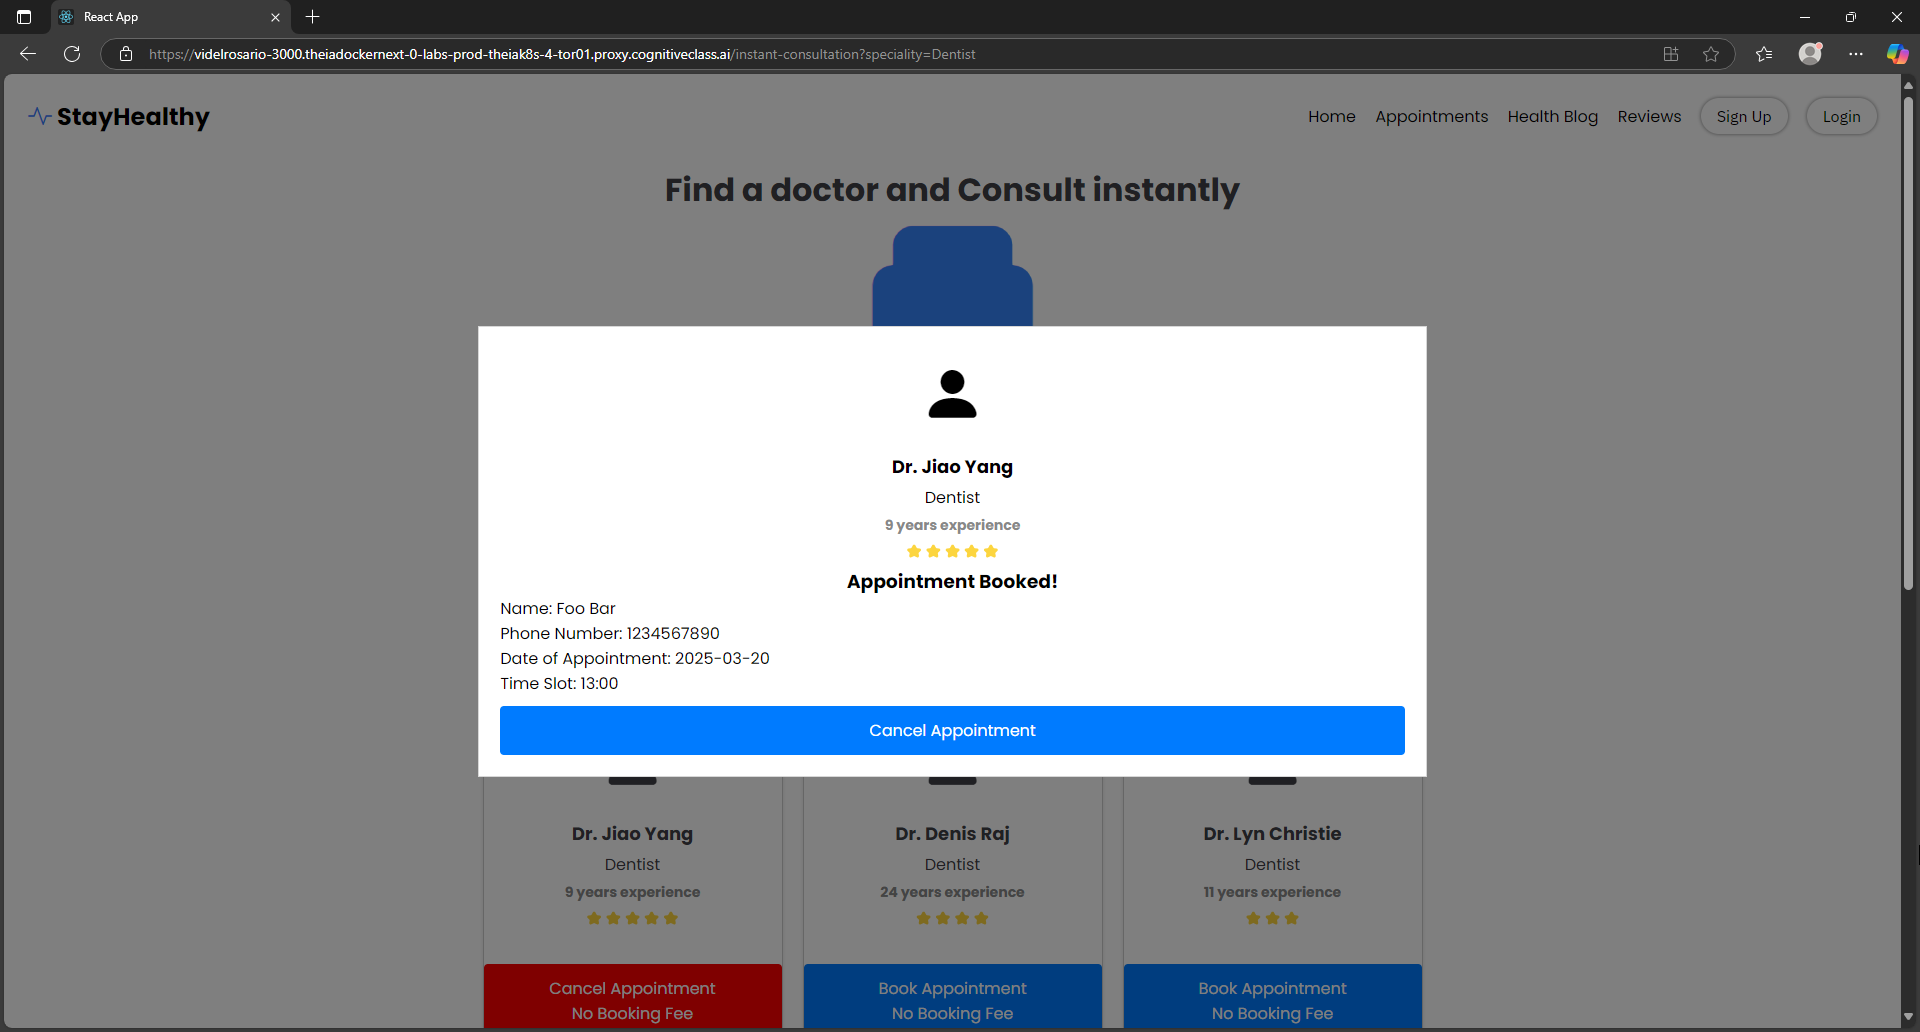 React App
https://videlrosario-3000.theiadockernext-0-labs-prod-theiak8s-4-tor01.proxy.cognitiveclass.ai/instant-consultation?speciality=Dentist
StayHealthy
Home Appointments Health Blog Reviews Sign Up Login
Find a doctor and Consult instantly
Dr. Jiao Yang
Dentist
9 years experience
Appointment Booked!
Name: Foo Bar
Phone Number: 1234567890
Date of Appointment: 2025-03-20
Time Slot: 13:00
Cancel Appointment
Dr. Jiao Yang
Dentist
9 years experience
Cancel Appointment
No Booking Fee
Dr. Denis Raj
Dentist
24 years experience
Book Appointment
No Booking Fee
Dr. Lyn Christie
Dentist
11 years experience
Book Appointment
No Booking Fee